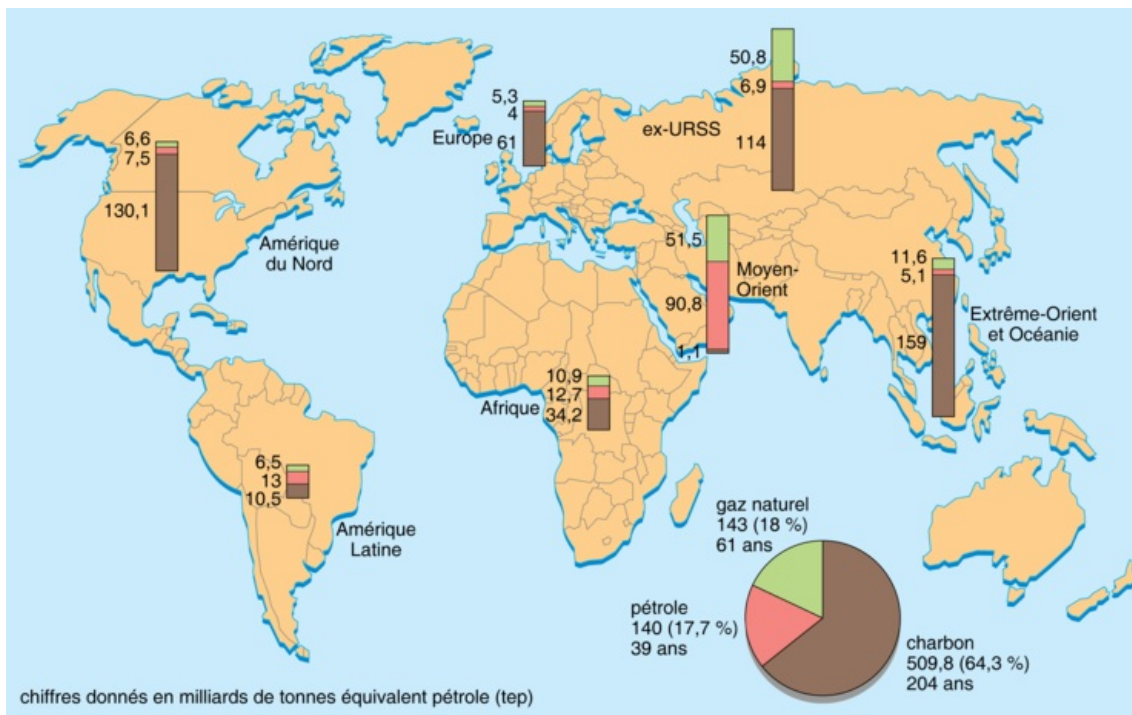 6,6
7,5
130,1
Amérique
du Nord
5,3
4
Europe
61
50,8
6,9
ex-URSS
114
51,5
Moyen-
Orient
90,8
1,1
11,6
5,1
Extrême-Orient
et Océanie
159
10,9
12,7
Afrique
34,2
6,5
13
10,5
Amérique
Latine
gaz naturel
143 (18 %)
61 ans
pétrole
140 (17,7 %)
39 ans
charbon
509,8 (64,3 %)
204 ans
chiffres donnés en milliards de tonnes équivalent pétrole (tep)